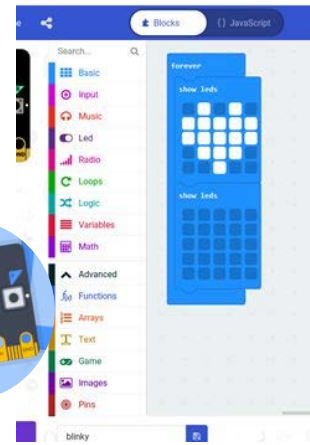 Blocks
{} JavaScript
Search...
Basic
Input
Music
Led
Radio
Loops
Logic
Variables
Math
Advanced
Functions
Arrays
Text
Game
Images
Pins
forever
show leds
show leds
blinky